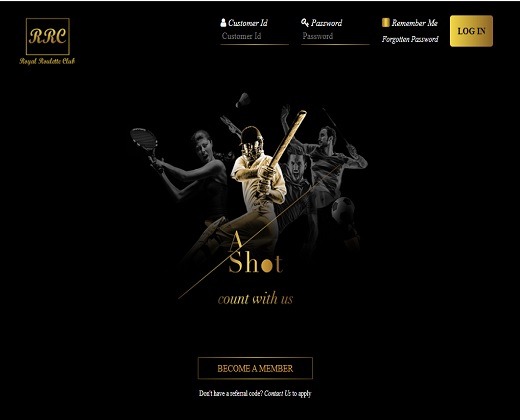 RRC
Royal Roulette Club
Customer Id
Customer Id
Password
Password
Remember Me
Forgotten Password
LOG IN
A
Shot
count with us
BECOME A MEMBER
Don't have a referral code? Contact Us to apply